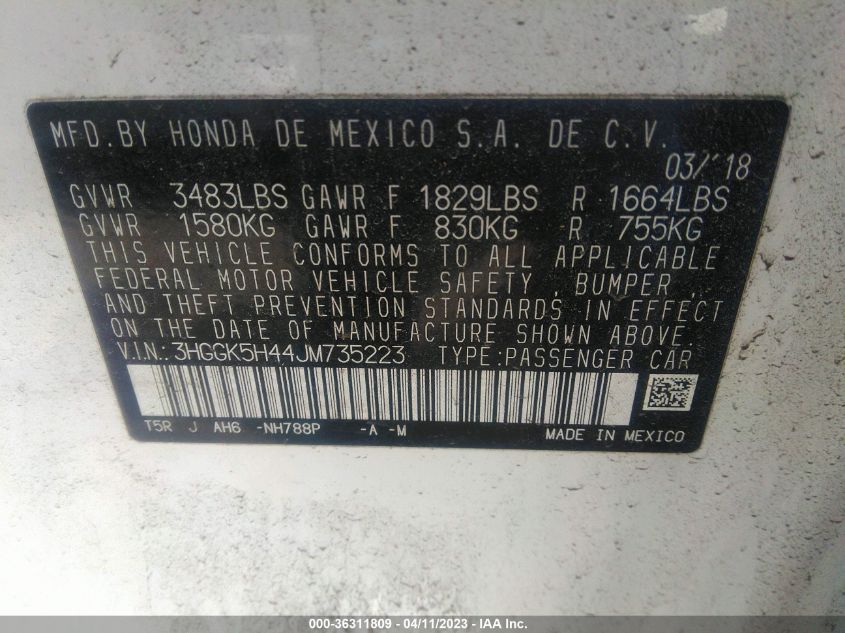 MFD.BY HONDA DE MEXICO S.A. DE C.V.
03/'18
GVWR 3483LBS GAWR F 1829LBS R 1664LBS
GVWR 1580KG GAWR F 830KG R 755KG
THIS VEHICLE CONFORMS TO ALL APPLICABLE
FEDERAL MOTOR VEHICLE SAFETY , BUMPER ,
AND THEFT PREVENTION STANDARDS IN EFFECT
ON THE DATE OF MANUFACTURE SHOWN ABOVE.
V.I.N.: 3HGGK5H44JM735223 TYPE:PASSENGER CAR
T5R J AH6 -NH788P -A -M MADE IN MEXICO
000-36311809 - 04/11/2023 - IAA Inc.